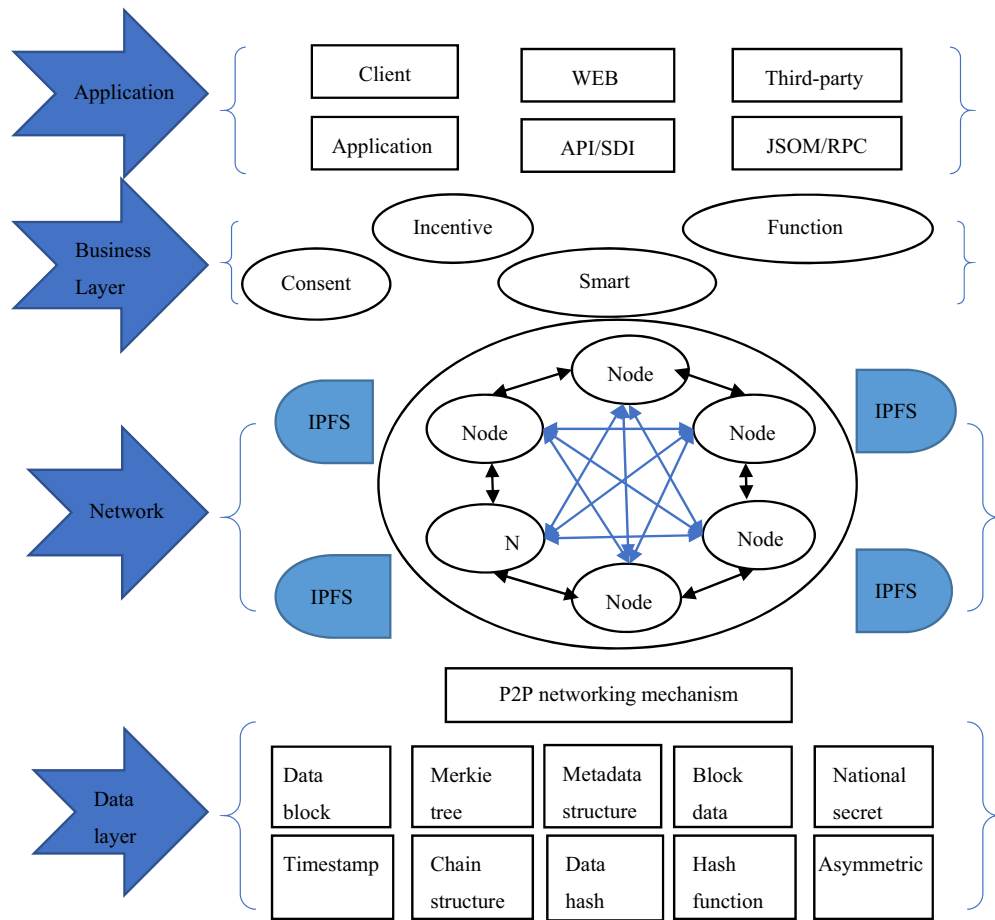 Application
Client
WEB
Third-party
Application
API/SDI
JSOM/RPC
Business
Layer
Incentive
Function
Consent
Smart
Network
IPFS
IPFS
Node
Node
Node
N
Node
Node
IPFS
IPFS
P2P networking mechanism
Data
layer
Data
block
Merkie
tree
Metadata
structure
Block
data
National
secret
Timestamp
Chain
structure
Data
hash
Hash
function
Asymmetric